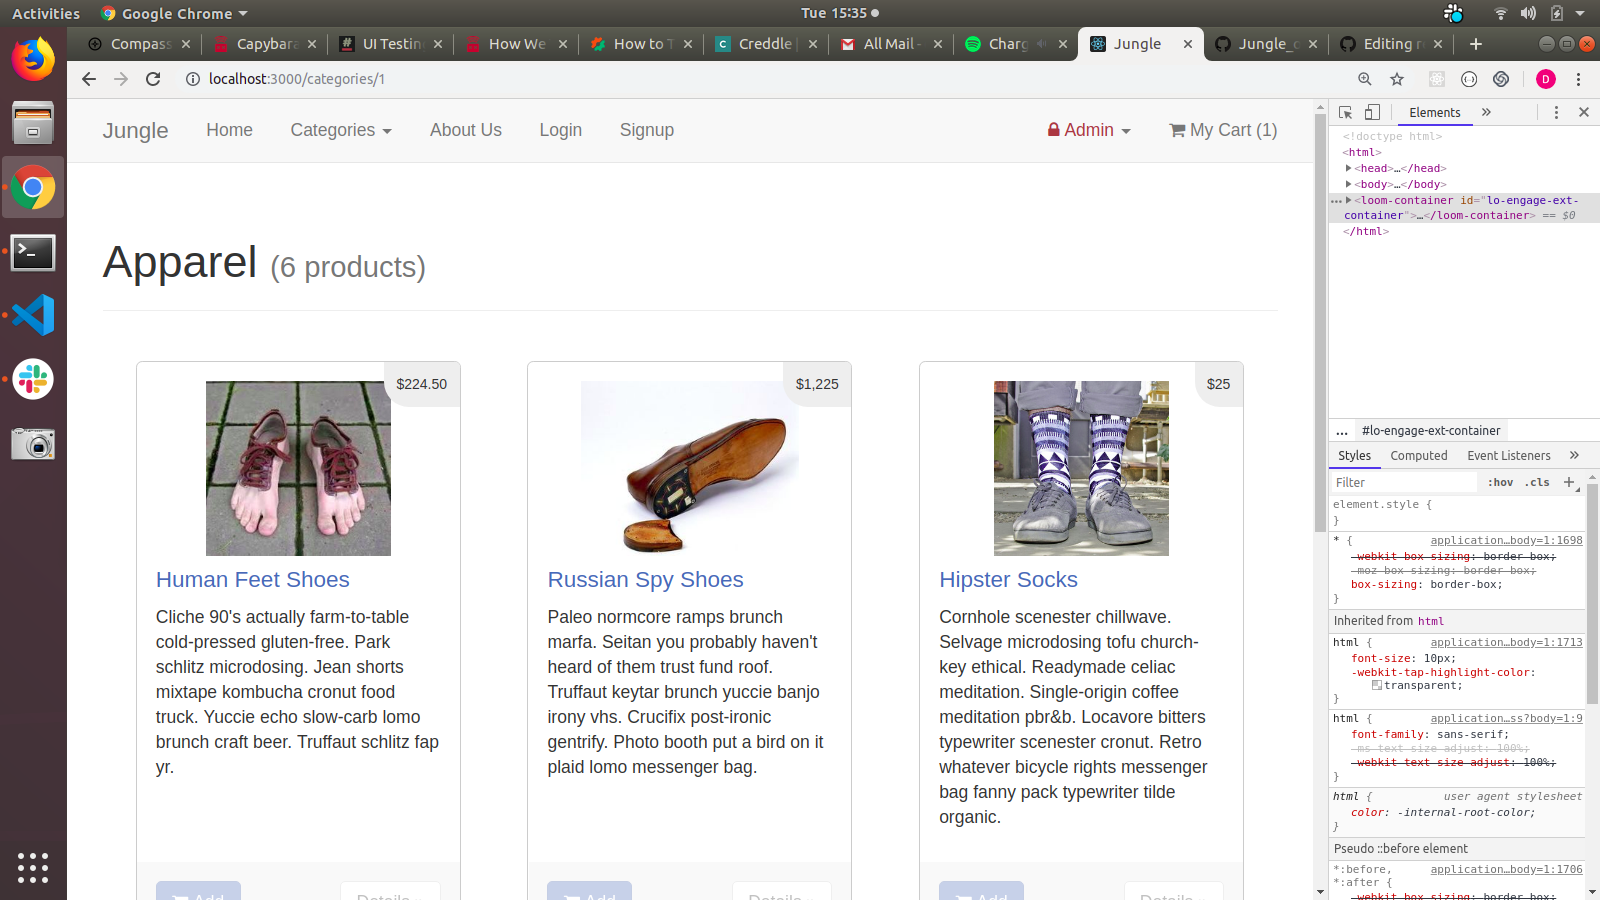 Activities
Google Chrome
Tue 15:35
Compass
Capybara
UI Testin
How We
How to T
Creddle
All Mail -
Charg
Jungle
Jungle_
Editing r
localhost:3000/categories/1
D
Jungle
Home
Categories
About Us
Login
Signup
Admin
My Cart (1)
Apparel (6 products)
$224.50
Human Feet Shoes
Cliche 90's actually farm-to-table
cold-pressed gluten-free. Park
schlitz microdosing. Jean shorts
mixtape kombucha cronut food
truck. Yuccie echo slow-carb lomo
brunch craft beer. Truffaut schlitz fap
yr.
Add
Details
$1,225
Russian Spy Shoes
Paleo normcore ramps brunch
marfa. Seitan you probably haven't
heard of them trust fund roof.
Truffaut keytar brunch yuccie banjo
irony vhs. Crucifix post-ironic
gentrify. Photo booth put a bird on it
plaid lomo messenger bag.
Add
Details
$25
Hipster Socks
Cornhole scenester chillwave.
Selvage microdosing tofu church-
key ethical. Readymade celiac
meditation. Single-origin coffee
meditation pbr&b. Locavore bitters
typewriter scenester cronut. Retro
whatever bicycle rights messenger
bag fanny pack typewriter tilde
organic.
Add
Details
Elements
<!doctype html>
<html>
<head>…</head>
<body>…</body>
<loom-container id="lo-engage-ext-
container">…</loom-container> == $0
</html>
... #lo-engage-ext-container
Styles
Computed
Event Listeners
Filter
:hov .cls +
element.style {
}
* { application…body=1:1698
-webkit-box-sizing: border-box;
-moz-box-sizing: border-box;
box-sizing: border-box;
}
Inherited from html
html { application…body=1:1713
font-size: 10px;
-webkit-tap-highlight-color:
transparent;
}
html { application…ss?body=1:9
font-family: sans-serif;
-ms-text-size-adjust: 100%;
-webkit-text-size-adjust: 100%;
}
html { user agent stylesheet
color: -internal-root-color;
}
Pseudo ::before element
*:before, application…body=1:1706
*:after {
-webkit-box-sizing: border-box;